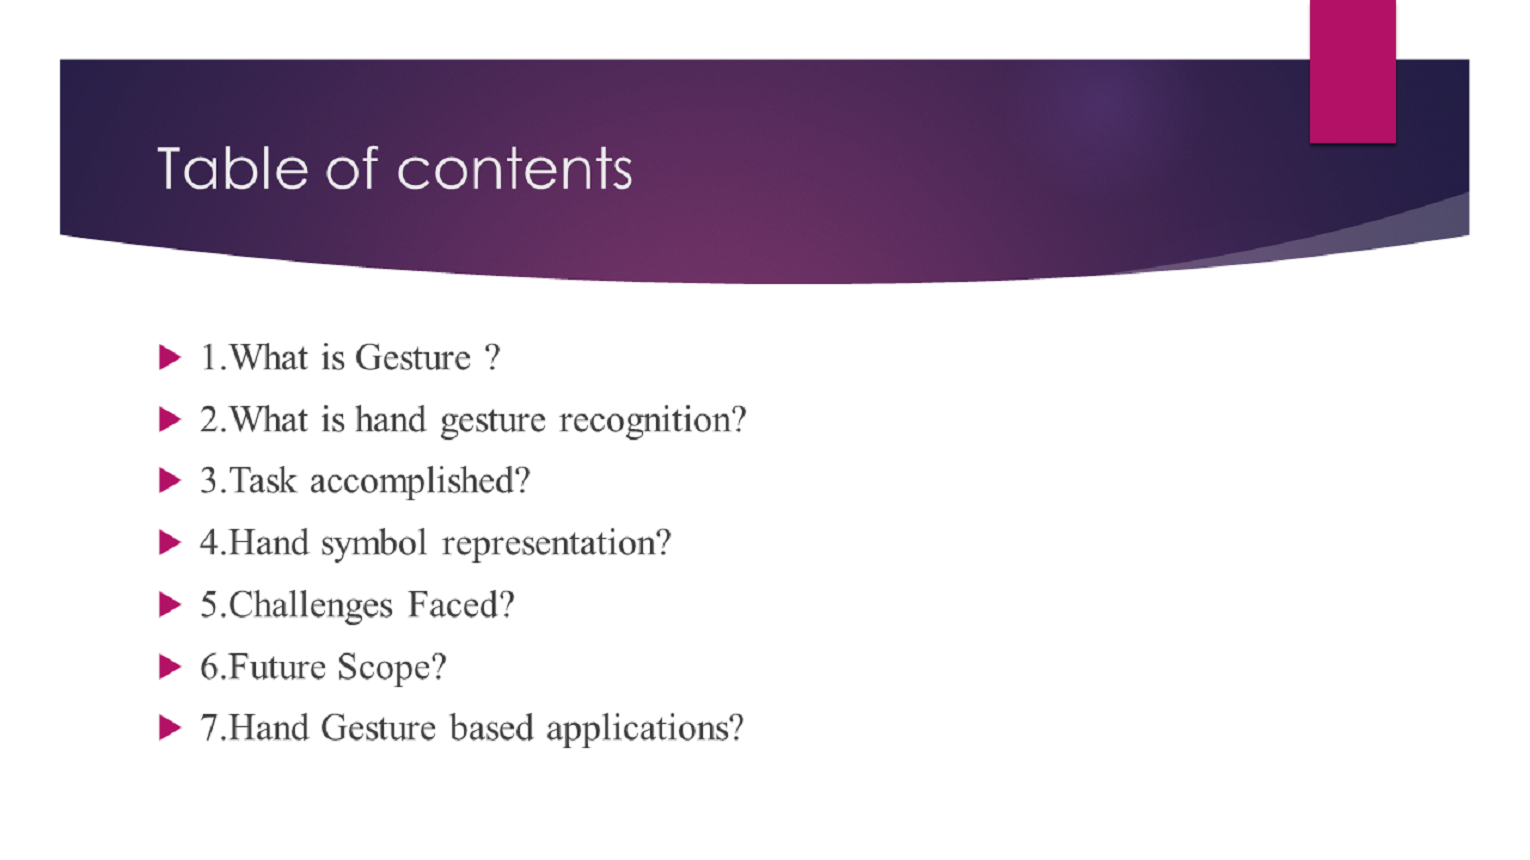 Table of contents
1.What is Gesture ?
2.What is hand gesture recognition?
3.Task accomplished?
4.Hand symbol representation?
5.Challenges Faced?
6.Future Scope?
7.Hand Gesture based applications?